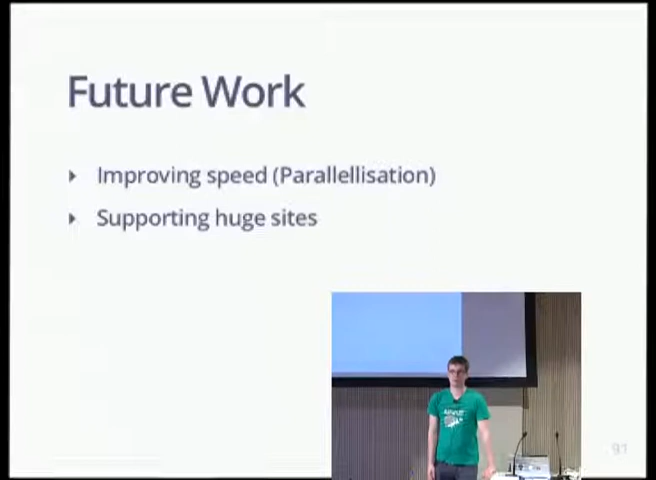 Future Work
Improving speed (Parallellisation)
Supporting huge sites
91